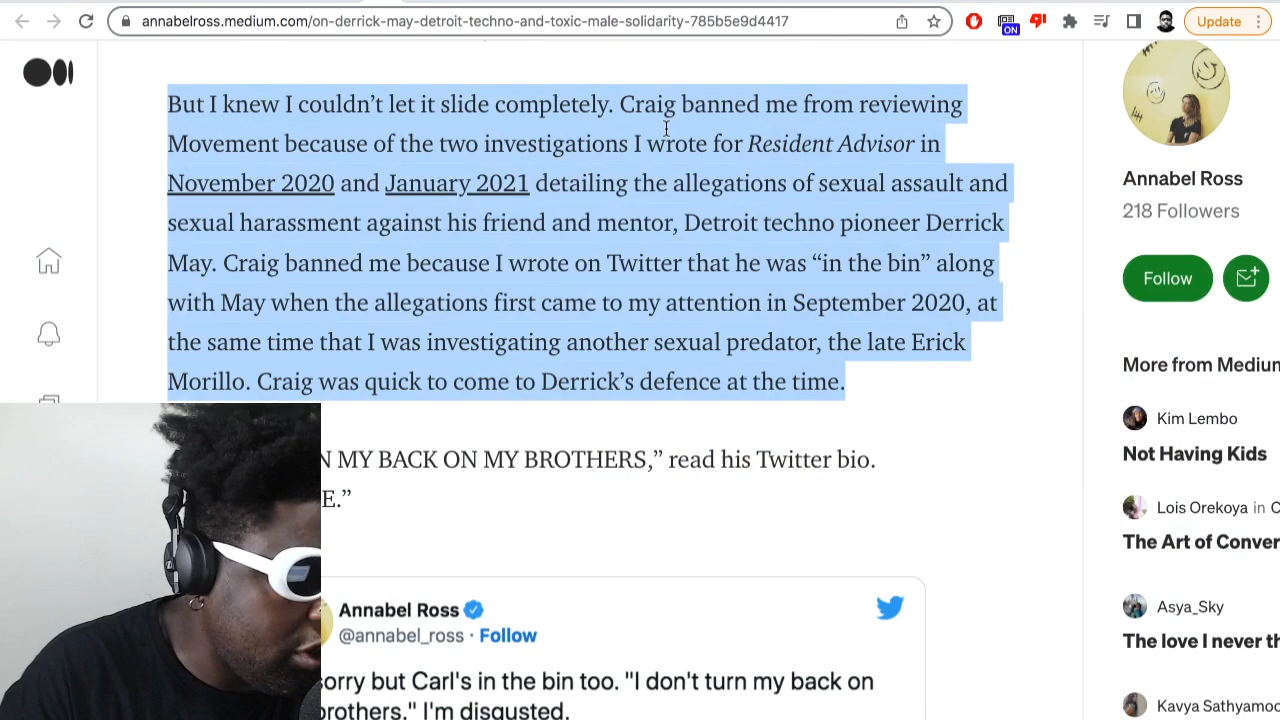 annabelross.medium.com/on-derrick-may-detroit-techno-and-toxic-male-solidarity-785b5e9d4417
ON
Update
But I knew I couldn’t let it slide completely. Craig banned me from reviewing
Movement because of the two investigations I wrote for Resident Advisor in
November 2020 and January 2021 detailing the allegations of sexual assault and
sexual harassment against his friend and mentor, Detroit techno pioneer Derrick
May. Craig banned me because I wrote on Twitter that he was “in the bin” along
with May when the allegations first came to my attention in September 2020, at
the same time that I was investigating another sexual predator, the late Erick
Morillo. Craig was quick to come to Derrick’s defence at the time.
N MY BACK ON MY BROTHERS,” read his Twitter bio.
E.”
Annabel Ross
@annabel_ross · Follow
sorry but Carl's in the bin too. "I don't turn my back on
brothers." I'm disgusted.
Annabel Ross
218 Followers
Follow
More from Medium
Kim Lembo
Not Having Kids
Lois Orekoya in
The Art of Conver
Asya_Sky
The love I never th
Kavya Sathyamoo